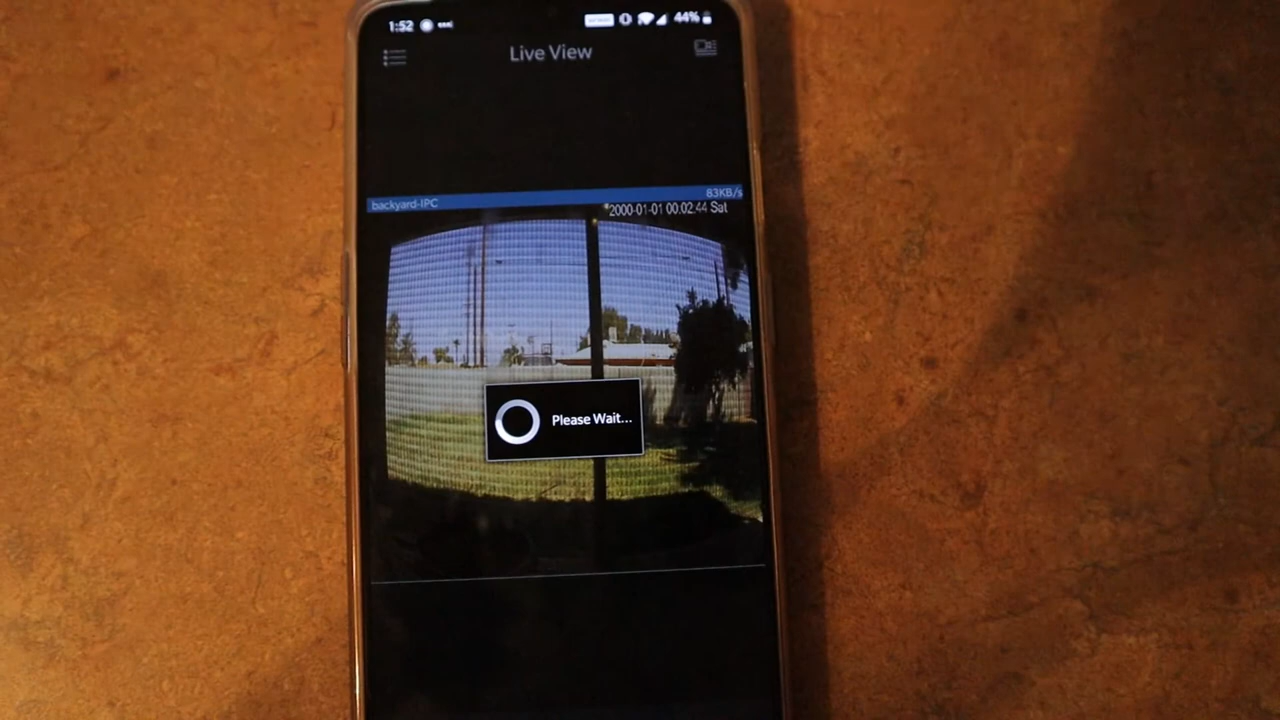 1:52 44%
Live View
backyard-IPC 83KB/s
2000-01-01 00:02:44 Sat
Please Wait...